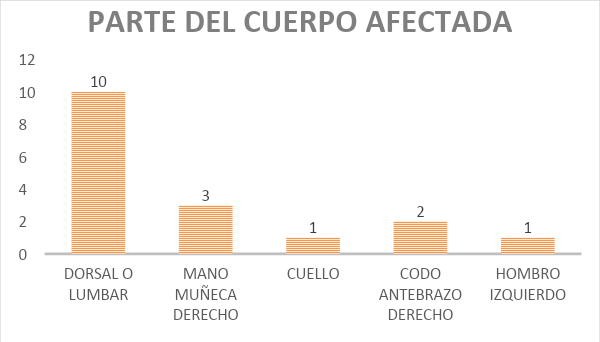 PARTE DEL CUERPO AFECTADA
12
10
8
6
4
2
0
10
3
1
2
1
DORSAL O
LUMBAR
MANO
MUÑECA
DERECHO
CUELLO
CODO
ANTEBRAZO
DERECHO
HOMBRO
IZQUIERDO